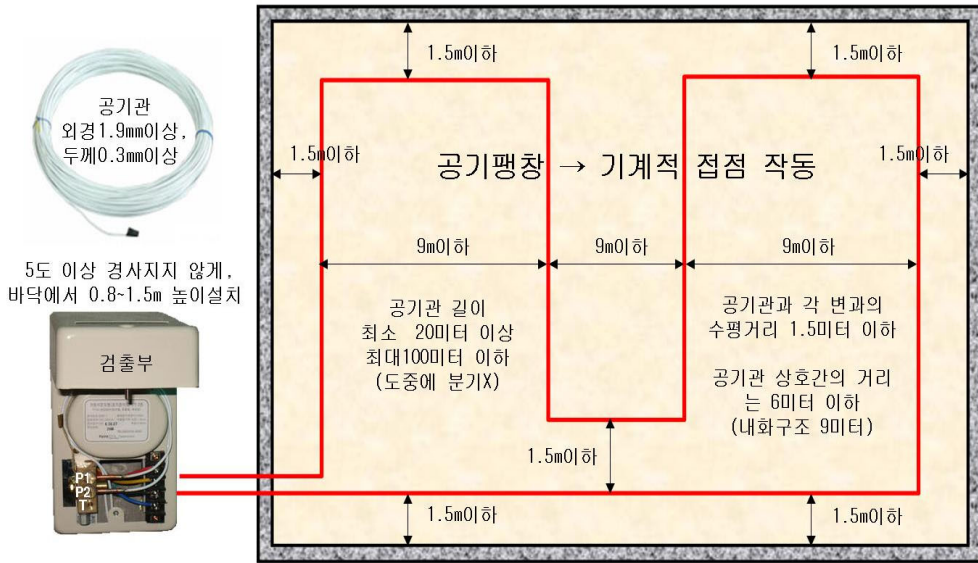 공기관
외경1.9mm이상,
두께0.3mm이상
5도 이상 경사지지 않게,
바닥에서 0.8~1.5m 높이설치
검출부
P1
P2
T
1.5m이하
1.5m이하
1.5m이하
1.5m이하
공기팽창 → 기계적 접점 작동
9m이하
9m이하
9m이하
공기관 길이
최소 20미터 이상
최대100미터 이하
(도중에 분기X)
공기관과 각 변과의
수평거리 1.5미터 이하
공기관 상호간의 거리
는 6미터 이하
(내화구조 9미터)
1.5m이하
1.5m이하
1.5m이하